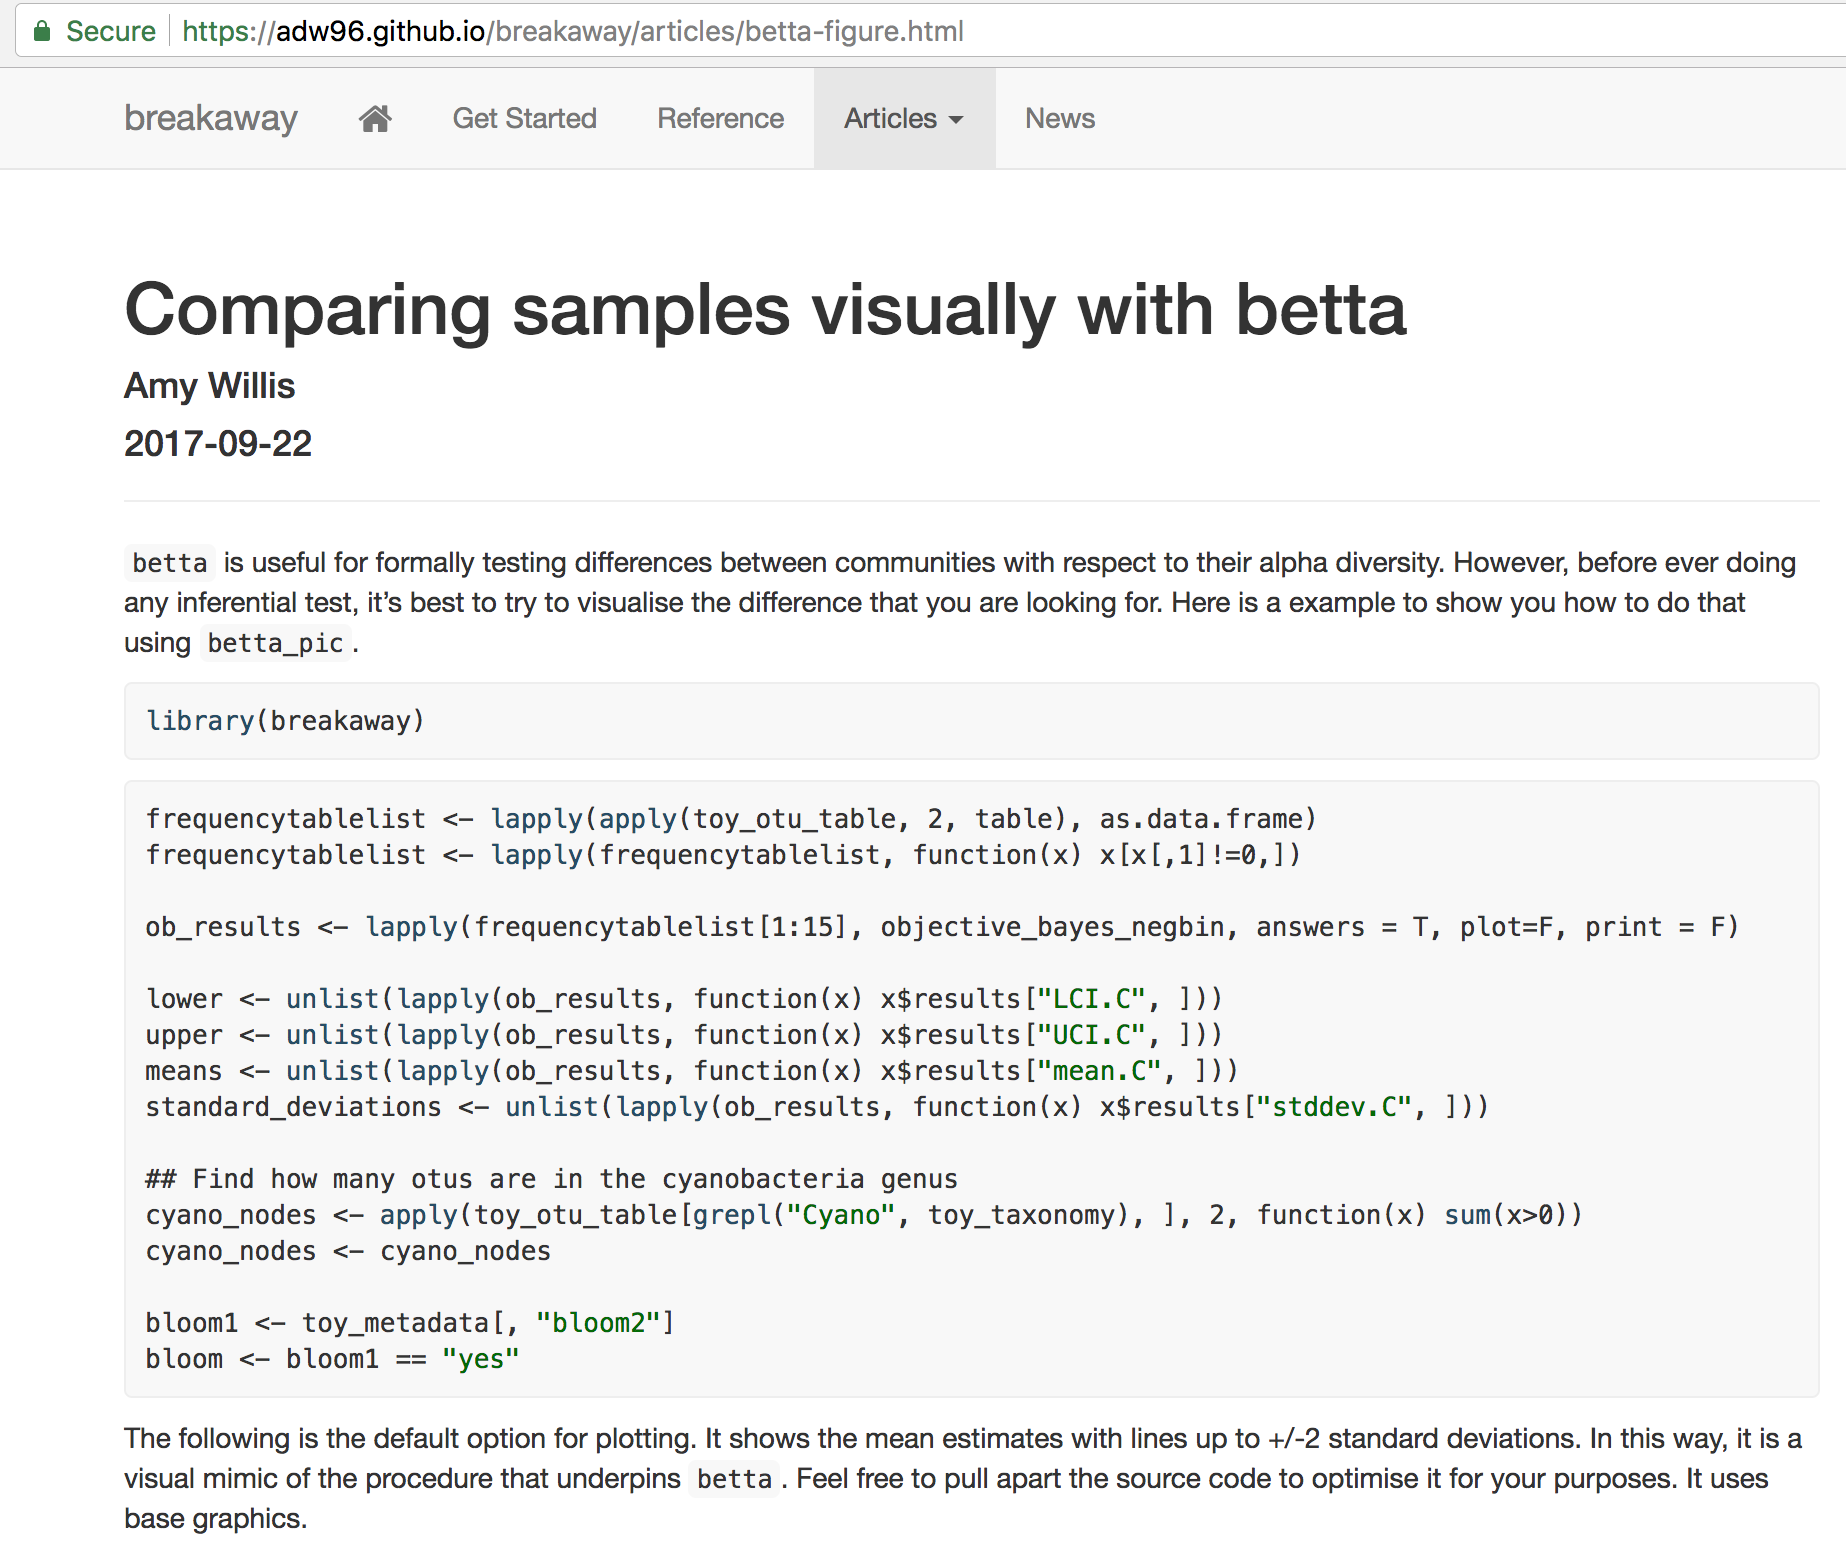 Secure https://adw96.github.io/breakaway/articles/betta-figure.html
breakaway Get Started Reference Articles News
Comparing samples visually with betta
Amy Willis
2017-09-22
betta is useful for formally testing differences between communities with respect to their alpha diversity. However, before ever doing
any inferential test, it’s best to try to visualise the difference that you are looking for. Here is a example to show you how to do that
using betta_pic.
library(breakaway)
frequencytablelist <- lapply(apply(toy_otu_table, 2, table), as.data.frame)
frequencytablelist <- lapply(frequencytablelist, function(x) x[x[,1]!=0,])
ob_results <- lapply(frequencytablelist[1:15], objective_bayes_negbin, answers = T, plot=F, print = F)
lower <- unlist(lapply(ob_results, function(x) x$results["LCI.C", ]))
upper <- unlist(lapply(ob_results, function(x) x$results["UCI.C", ]))
means <- unlist(lapply(ob_results, function(x) x$results["mean.C", ]))
standard_deviations <- unlist(lapply(ob_results, function(x) x$results["stddev.C", ]))
## Find how many otus are in the cyanobacteria genus
cyano_nodes <- apply(toy_otu_table[grepl("Cyano", toy_taxonomy), ], 2, function(x) sum(x>0))
cyano_nodes <- cyano_nodes
bloom1 <- toy_metadata[, "bloom2"]
bloom <- bloom1 == "yes"
The following is the default option for plotting. It shows the mean estimates with lines up to +/-2 standard deviations. In this way, it is a
visual mimic of the procedure that underpins betta. Feel free to pull apart the source code to optimise it for your purposes. It uses
base graphics.